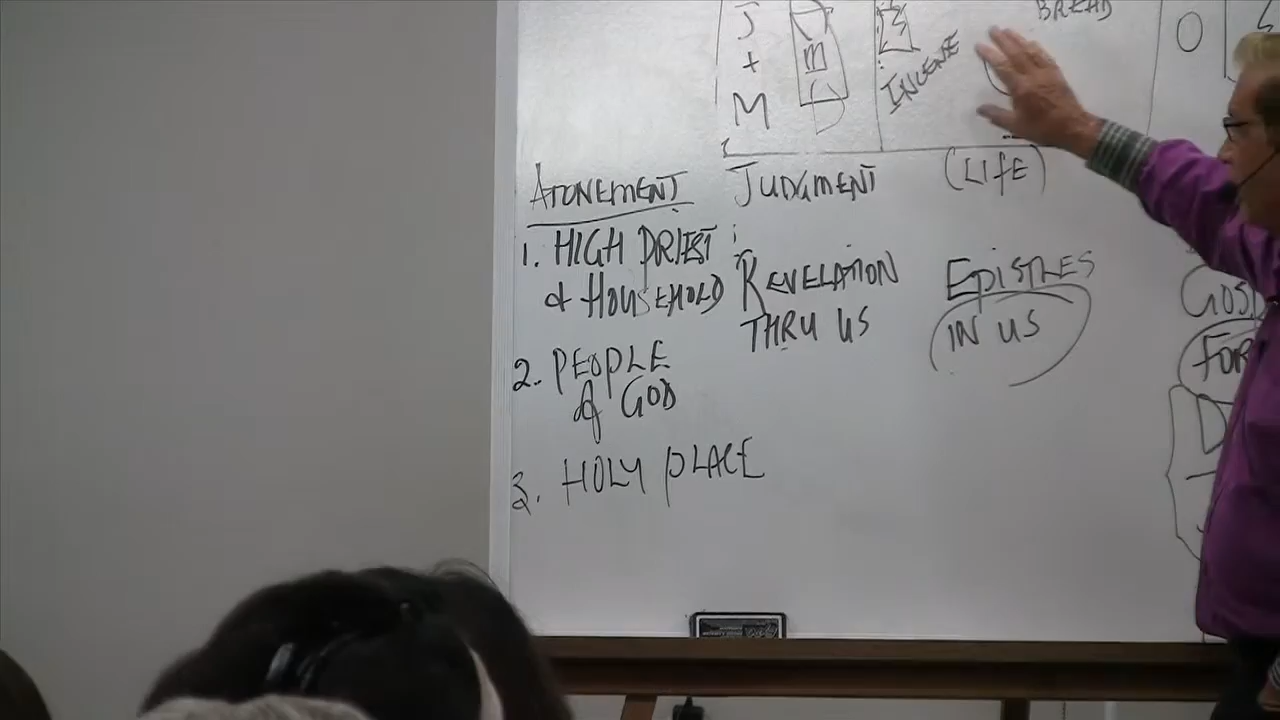 BREAD
J
+
M
INCENSE
O
ATONEMENT
JUDGMENT
(LIFE)
1. HIGH PRIEST
& HOUSEHOLD
REVELATION
THRU US
EPISTLES
IN US
FOR
2. PEOPLE
of GOD
3. HOLY PLACE